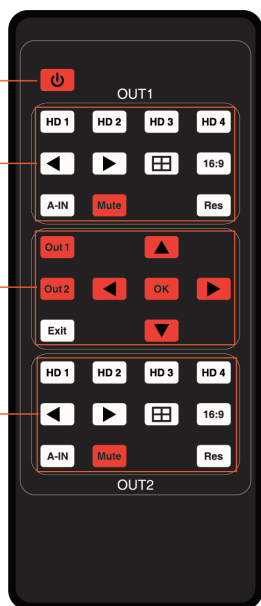 OUT1
HD 1 HD 2 HD 3 HD 4
16:9
A-IN Mute Res
Out 1
Out 2 OK
Exit
HD 1 HD 2 HD 3 HD 4
16:9
A-IN Mute Res
OUT2